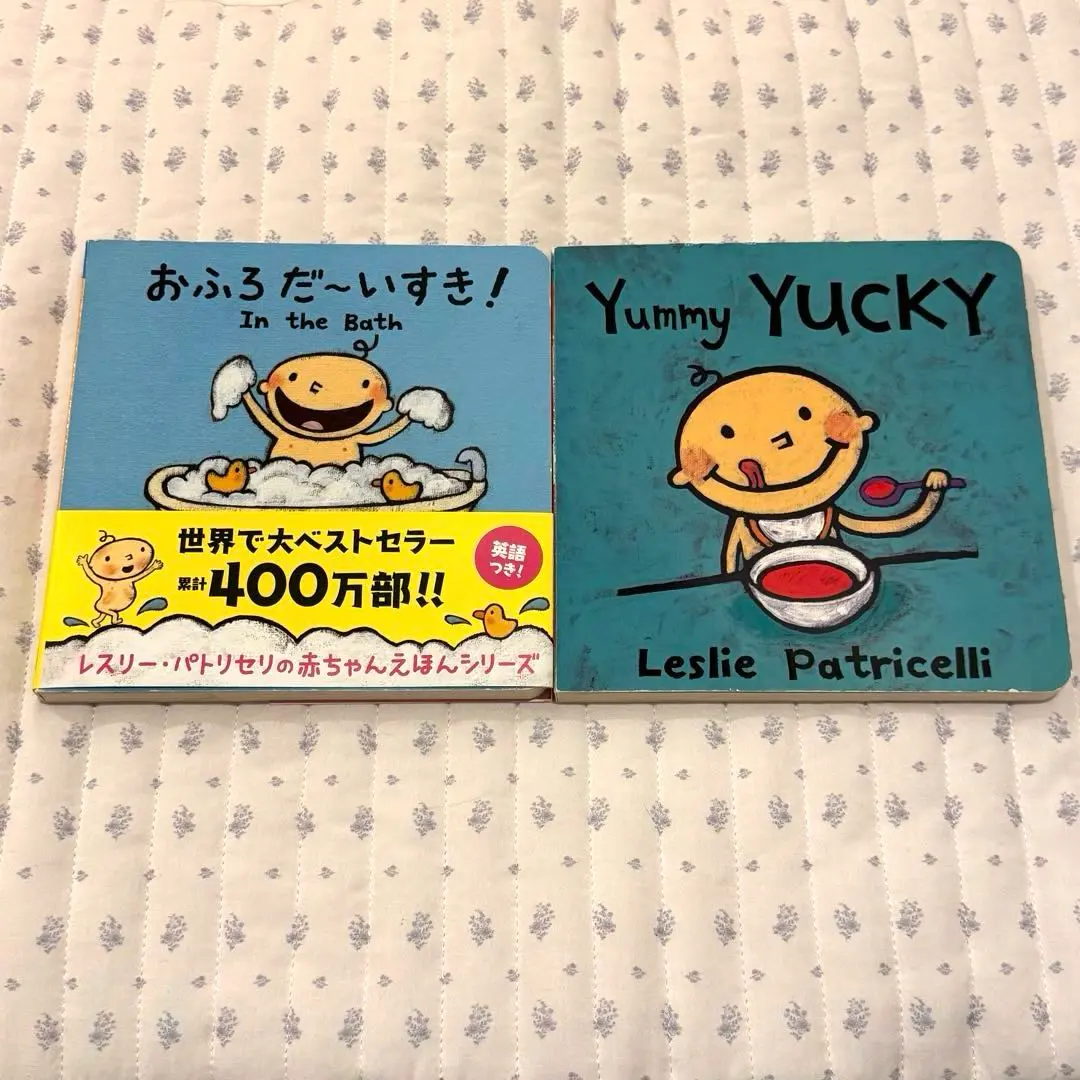 おふろ だ～いすき!
In the Bath
世界で大ベストセラー
累計400万部!!
英語
つき!
レスリー・パトリセリの赤ちゃんえほんシリーズ
Yummy YUCKY
Leslie Patricelli